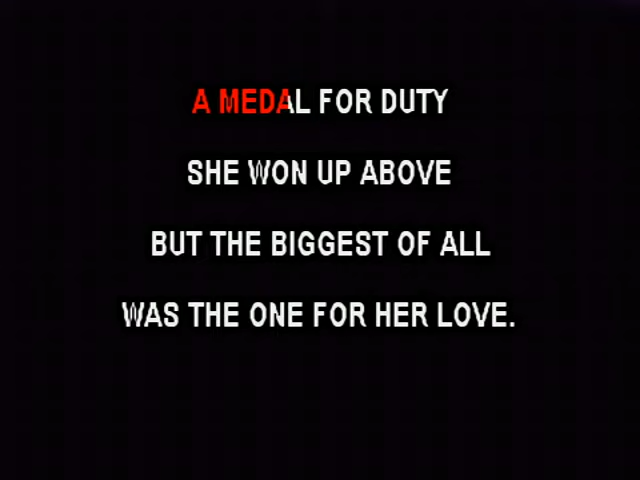 A MEDAL FOR DUTY
SHE WON UP ABOVE
BUT THE BIGGEST OF ALL
WAS THE ONE FOR HER LOVE.